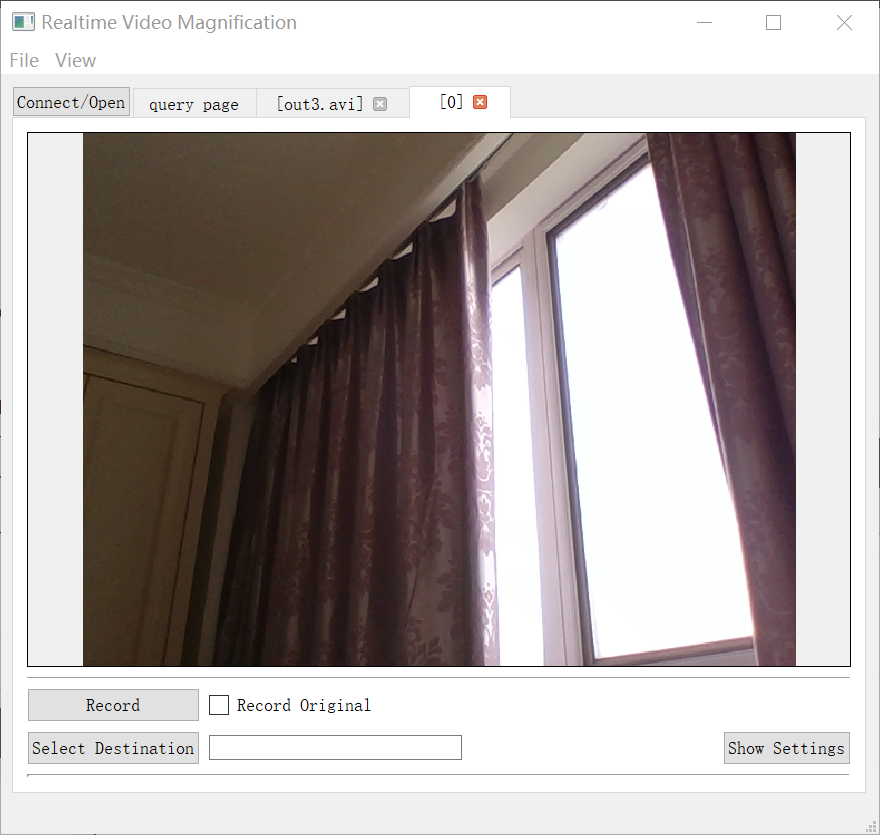 Realtime Video Magnification
File View
Connect/Open query page [out3.avi] [0]
Record Record Original
Select Destination Show Settings